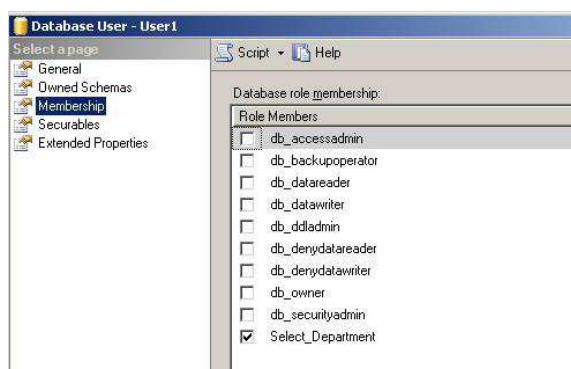 Database User - User1
Select a page
General
Owned Schemas
Membership
Securables
Extended Properties
Script Help
Database role membership:
Role Members
db_accessadmin
db_backupoperator
db_datareader
db_datawriter
db_ddladmin
db_denydatareader
db_denydatawriter
db_owner
db_securityadmin
Select_Department